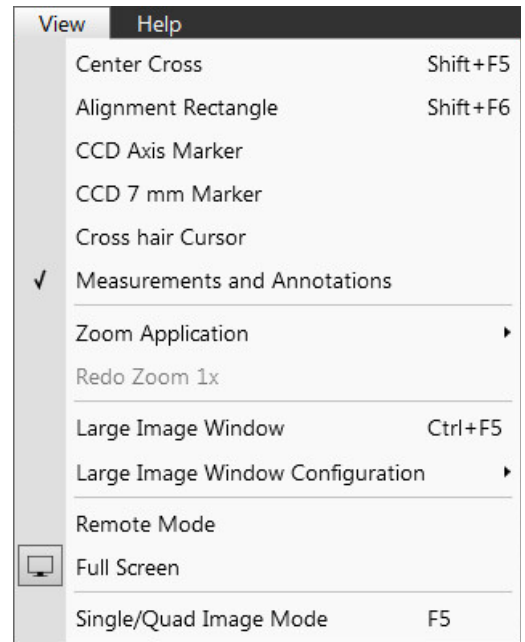 View Help
Center Cross Shift+F5
Alignment Rectangle Shift+F6
CCD Axis Marker
CCD 7 mm Marker
Cross hair Cursor
Measurements and Annotations
Zoom Application
Redo Zoom 1x
Large Image Window Ctrl+F5
Large Image Window Configuration
Remote Mode
Full Screen
Single/Quad Image Mode F5